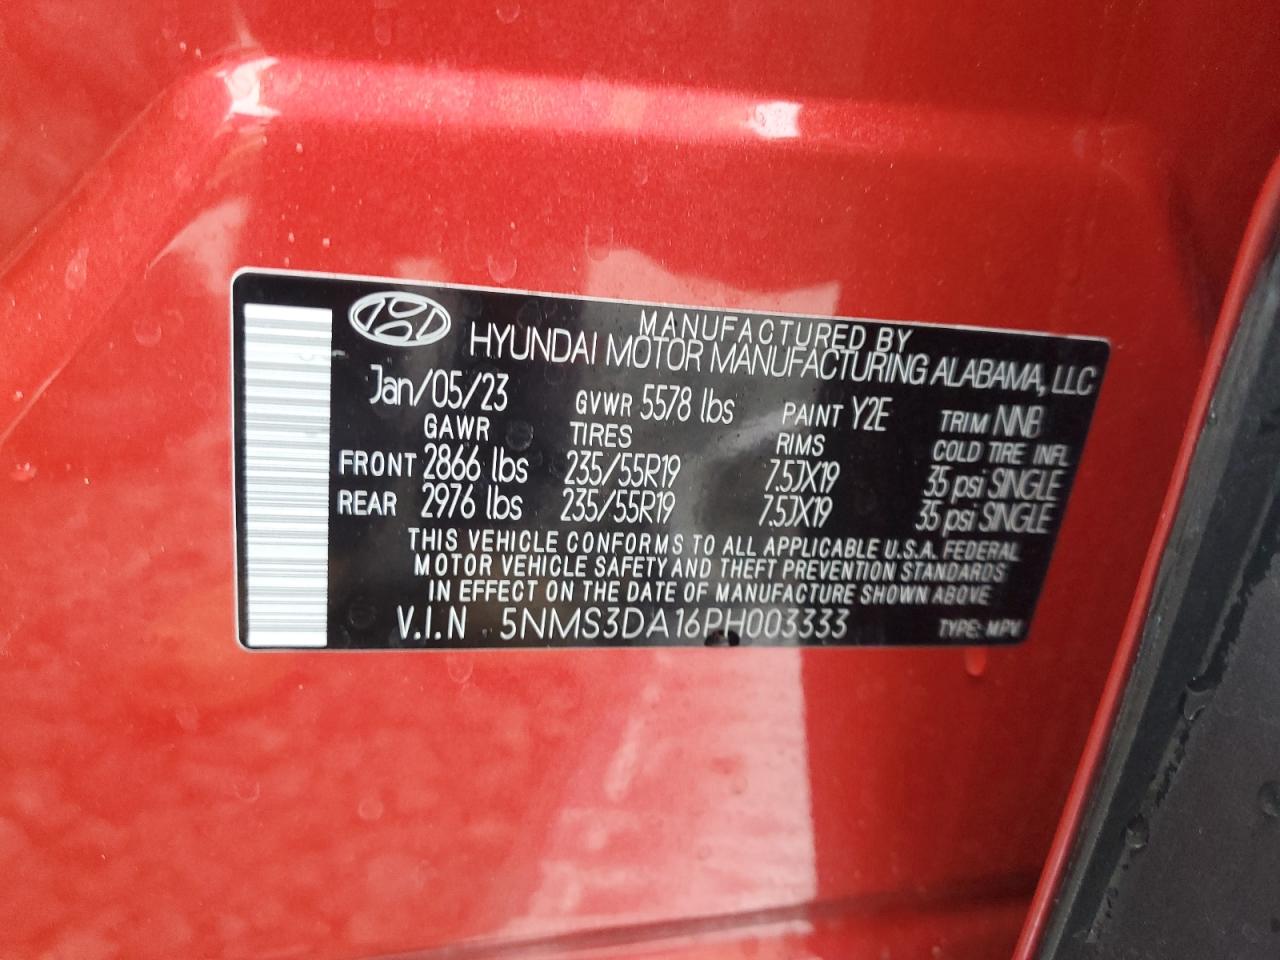 MANUFACTURED BY
HYUNDAI MOTOR MANUFACTURING ALABAMA, LLC
Jan/05/23 GVWR 5578 lbs PAINT Y2E TRIM NNB
GAWR TIRES RIMS COLD TIRE INFL
FRONT 2866 lbs 235/55R19 7.5JX19 35 psi SINGLE
REAR 2976 lbs 235/55R19 7.5JX19 35 psi SINGLE
THIS VEHICLE CONFORMS TO ALL APPLICABLE U.S.A. FEDERAL
MOTOR VEHICLE SAFETY AND THEFT PREVENTION STANDARDS
IN EFFECT ON THE DATE OF MANUFACTURE SHOWN ABOVE
V.I.N 5NMS3DA16PH003333 TYPE: MPV